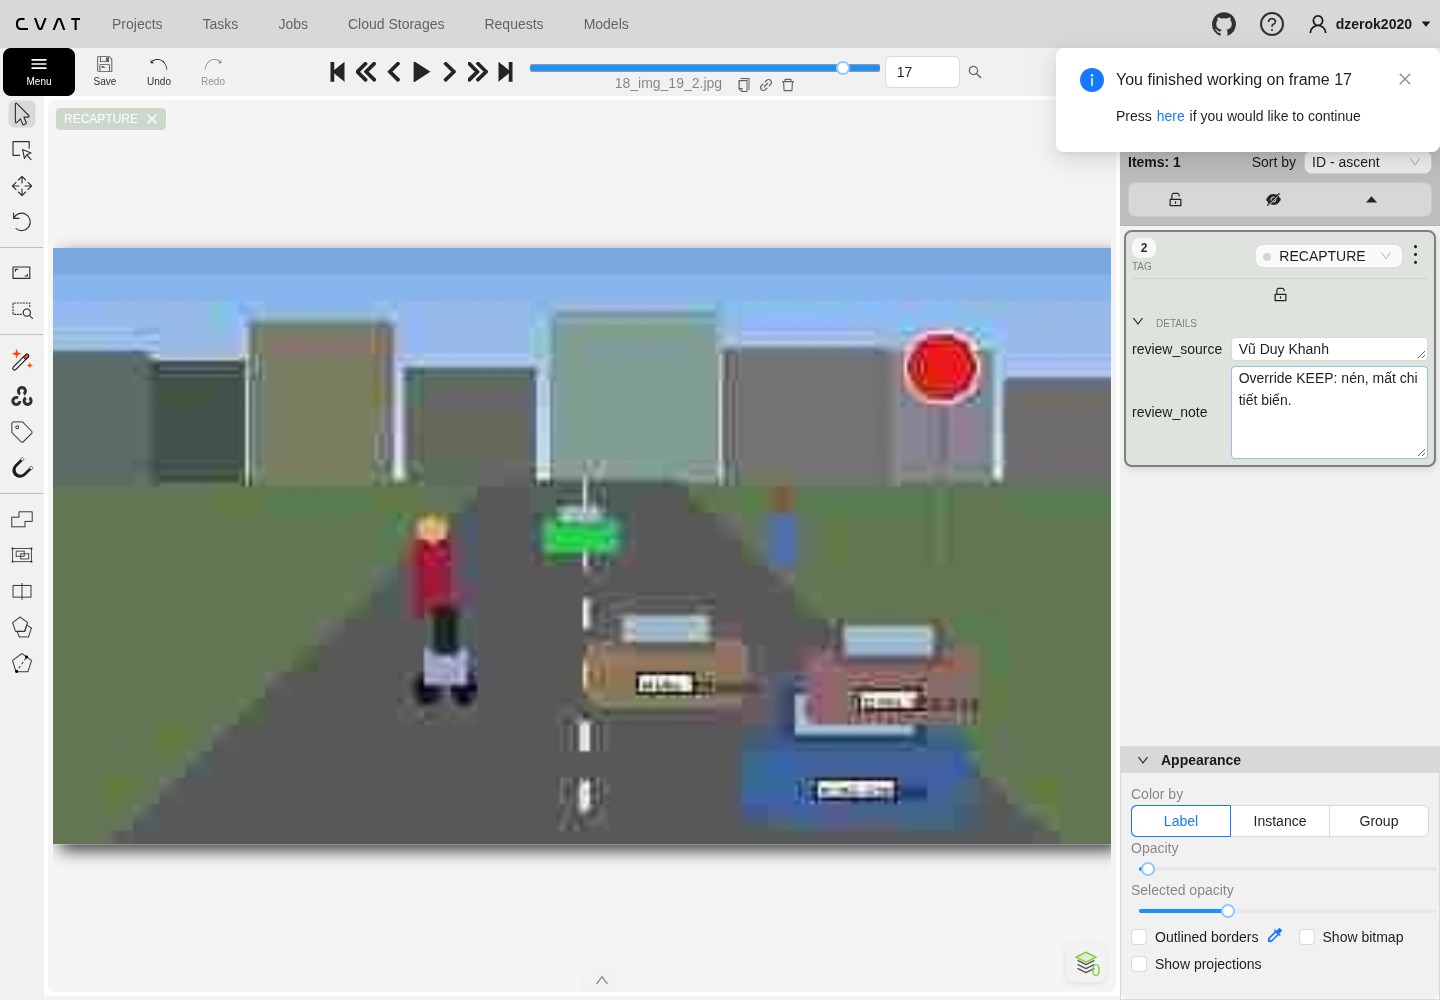 CVAT
Projects
Tasks
Jobs
Cloud Storages
Requests
Models
dzerok2020
Menu
Save
Undo
Redo
18_img_19_2.jpg
17
You finished working on frame 17
Press here if you would like to continue
RECAPTURE
Items: 1
Sort by
ID - ascent
2
TAG
RECAPTURE
DETAILS
review_source
Vũ Duy Khanh
review_note
Override KEEP: nén, mất chi
tiết biển.
Appearance
Color by
Label
Instance
Group
Opacity
Selected opacity
Outlined borders
Show bitmap
Show projections
0